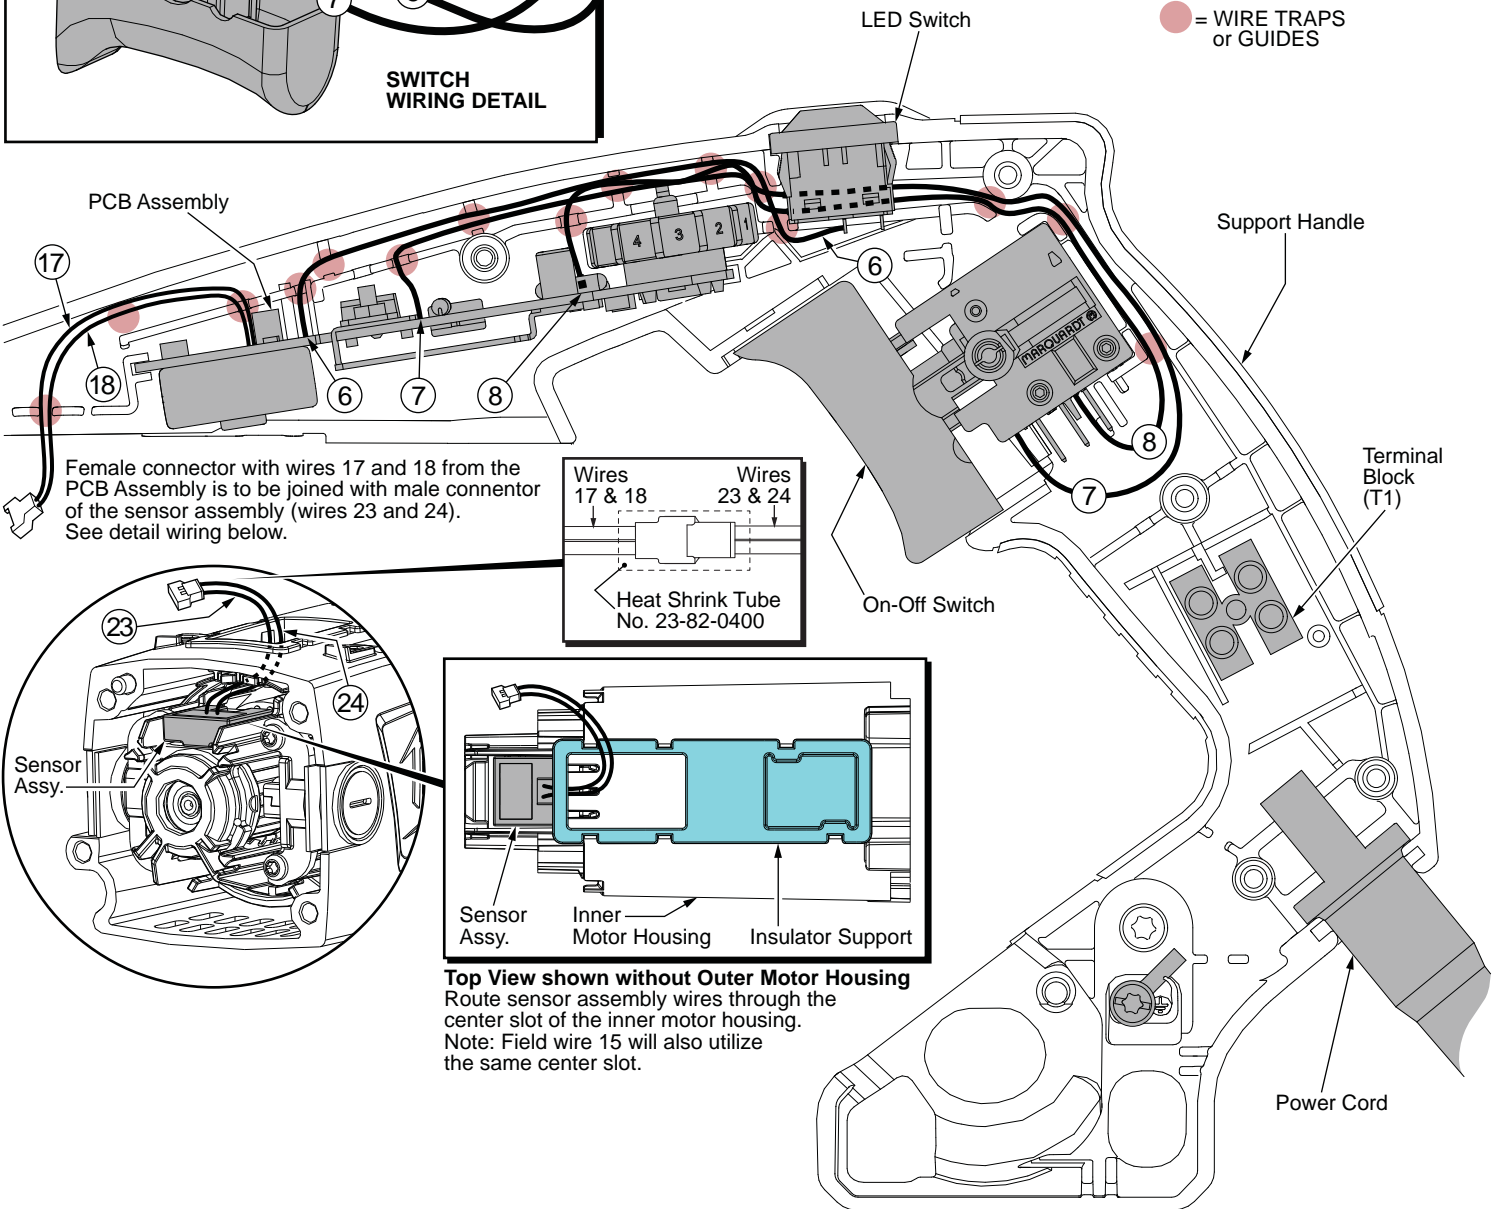 7
SWITCH
WIRING DETAIL
LED Switch
= WIRE TRAPS
or GUIDES
PCB Assembly
Support Handle
17
18
4
3
2
1
6
MARQUARDT
6
7
8
8
7
Female connector with wires 17 and 18 from the
PCB Assembly is to be joined with male connentor
of the sensor assembly (wires 23 and 24).
See detail wiring below.
Wires
17 & 18
Wires
23 & 24
Heat Shrink Tube
No. 23-82-0400
On-Off Switch
Terminal
Block
(T1)
23
24
Sensor
Assy.
Sensor
Assy.
Inner
Motor Housing
Insulator Support
Top View shown without Outer Motor Housing
Route sensor assembly wires through the
center slot of the inner motor housing.
Note: Field wire 15 will also utilize
the same center slot.
Power Cord